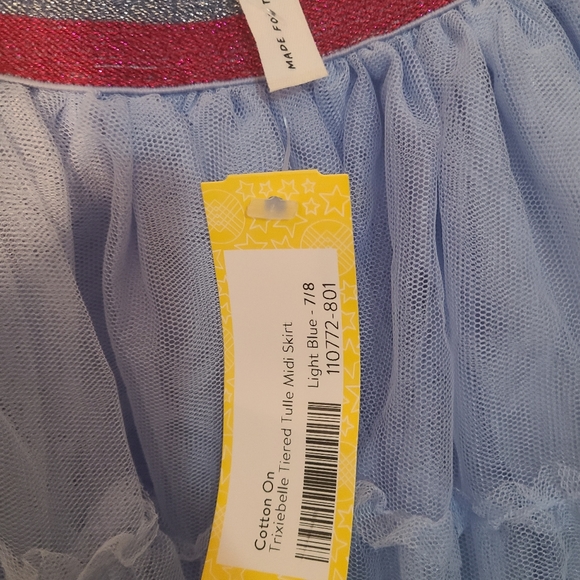 MADE FOR
Cotton On
Trixiebelle Tiered Tulle Midi Skirt
Light Blue - 7/8
110772-801